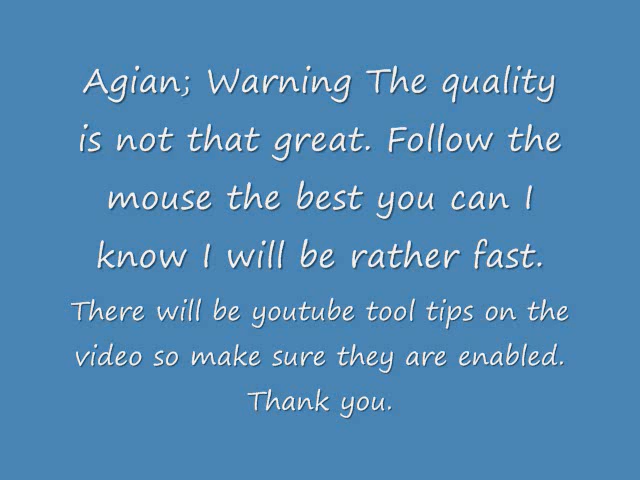 Agian; Warning The quality
is not that great. Follow the
mouse the best you can I
know I will be rather fast.
There will be youtube tool tips on the
video so make sure they are enabled.
Thank you.